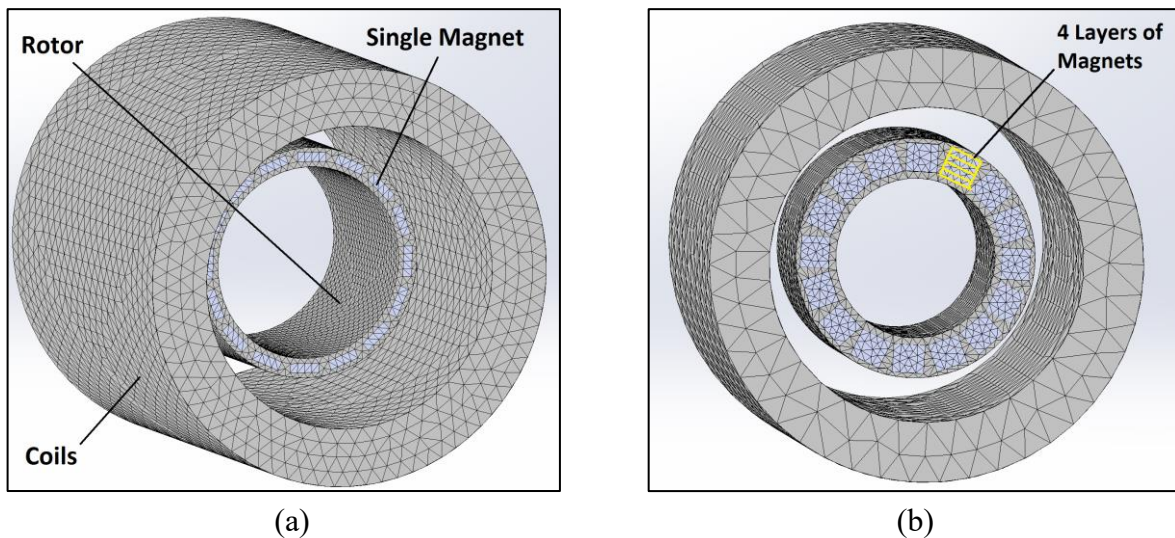 Rotor
Single Magnet
Coils
(a)
4 Layers of
Magnets
(b)